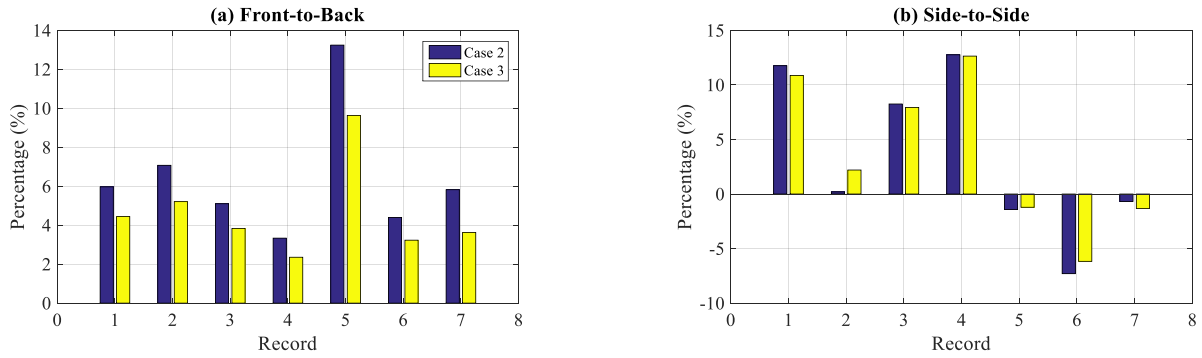 (a) Front-to-Back
14
12
10
8
6
4
2
0
Percentage (%)
Case 2
Case 3
0 1 2 3 4 5 6 7 8
Record
(b) Side-to-Side
15
10
5
0
-5
-10
Percentage (%)
0 1 2 3 4 5 6 7 8
Record